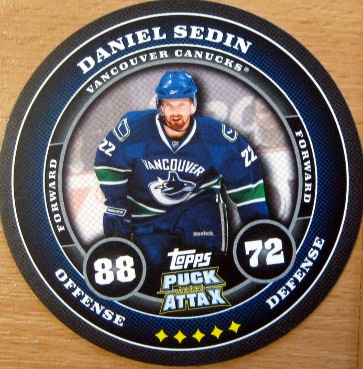 DANIEL SEDIN
VANCOUVER CANUCKS®
FORWARD
FORWARD
22
22
VANCOUVER
Reebok
88
72
OFFENSE
DEFENSE
TOPPS
PUCK
ATTAX